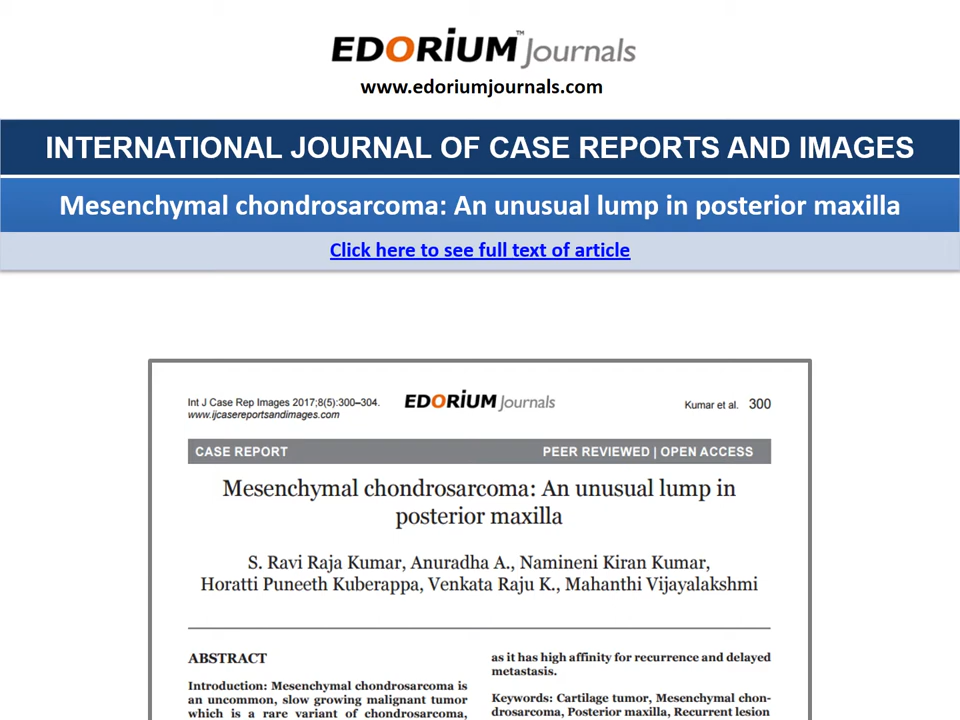 EDORiUM™ Journals
www.edoriumjournals.com
INTERNATIONAL JOURNAL OF CASE REPORTS AND IMAGES
Mesenchymal chondrosarcoma: An unusual lump in posterior maxilla
Click here to see full text of article
Int J Case Rep Images 2017;8(5):300–304.
www.ijcasereportsandimages.com
EDORiUM Journals
Kumar et al. 300
CASE REPORT
PEER REVIEWED | OPEN ACCESS
Mesenchymal chondrosarcoma: An unusual lump in
posterior maxilla
S. Ravi Raja Kumar, Anuradha A., Namineni Kiran Kumar,
Horatti Puneeth Kuberappa, Venkata Raju K., Mahanthi Vijayalakshmi
ABSTRACT
Introduction: Mesenchymal chondrosarcoma is
an uncommon, slow growing malignant tumor
which is a rare variant of chondrosarcoma,
as it has high affinity for recurrence and delayed
metastasis.
Keywords: Cartilage tumor, Mesenchymal chon-
drosarcoma, Posterior maxilla, Recurrent lesion